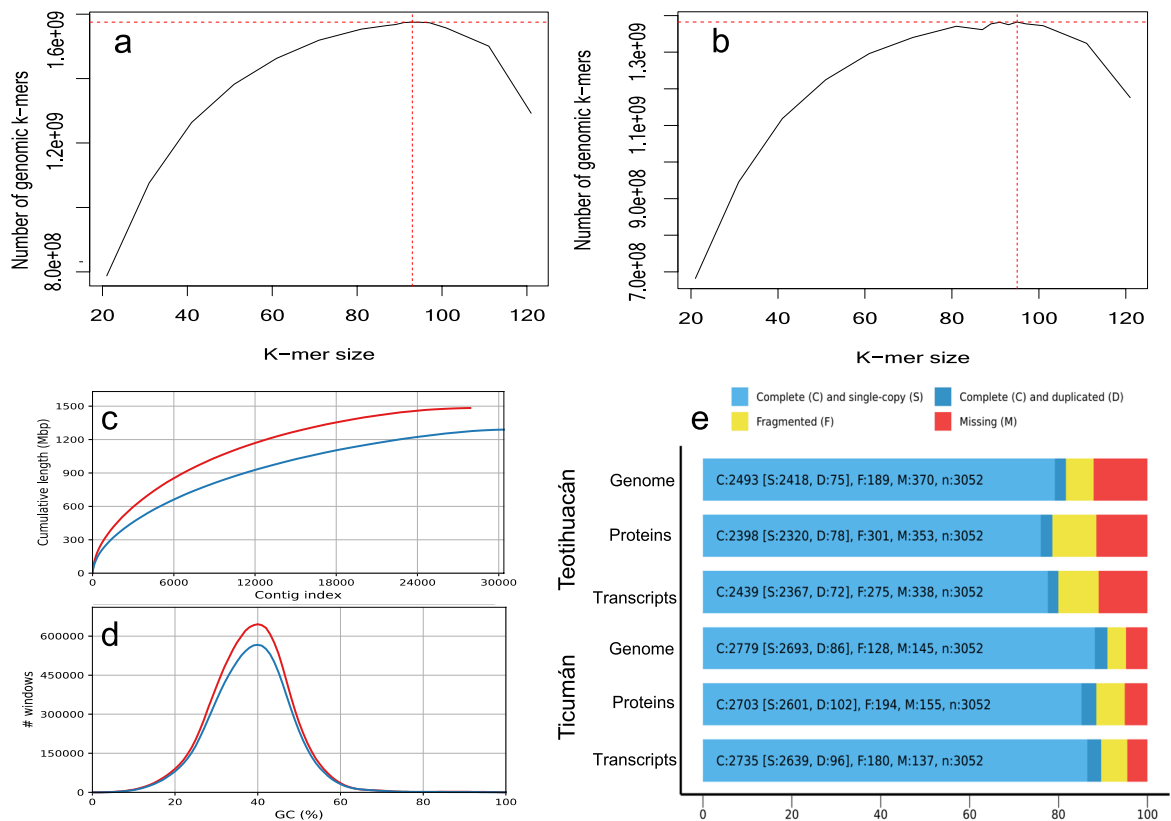 a
Number of genomic k-mers
1.6e+09
1.2e+09
8.0e+08
20 40 60 80 100 120
K-mer size
b
Number of genomic k-mers
1.3e+09
1.1e+09
9.0e+08
7.0e+08
20 40 60 80 100 120
K-mer size
c
Cumulative length (Mbp)
1500
1200
900
600
300
0
0 6000 12000 18000 24000 30000
Contig index
d
# windows
600000
450000
300000
150000
0
0 20 40 60 80 100
GC (%)
e
Complete (C) and single-copy (S) Complete (C) and duplicated (D)
Fragmented (F) Missing (M)
Teotihuacán
Genome C:2493 [S:2418, D:75], F:189, M:370, n:3052
Proteins C:2398 [S:2320, D:78], F:301, M:353, n:3052
Transcripts C:2439 [S:2367, D:72], F:275, M:338, n:3052
Ticumán
Genome C:2779 [S:2693, D:86], F:128, M:145, n:3052
Proteins C:2703 [S:2601, D:102], F:194, M:155, n:3052
Transcripts C:2735 [S:2639, D:96], F:180, M:137, n:3052
0 20 40 60 80 100